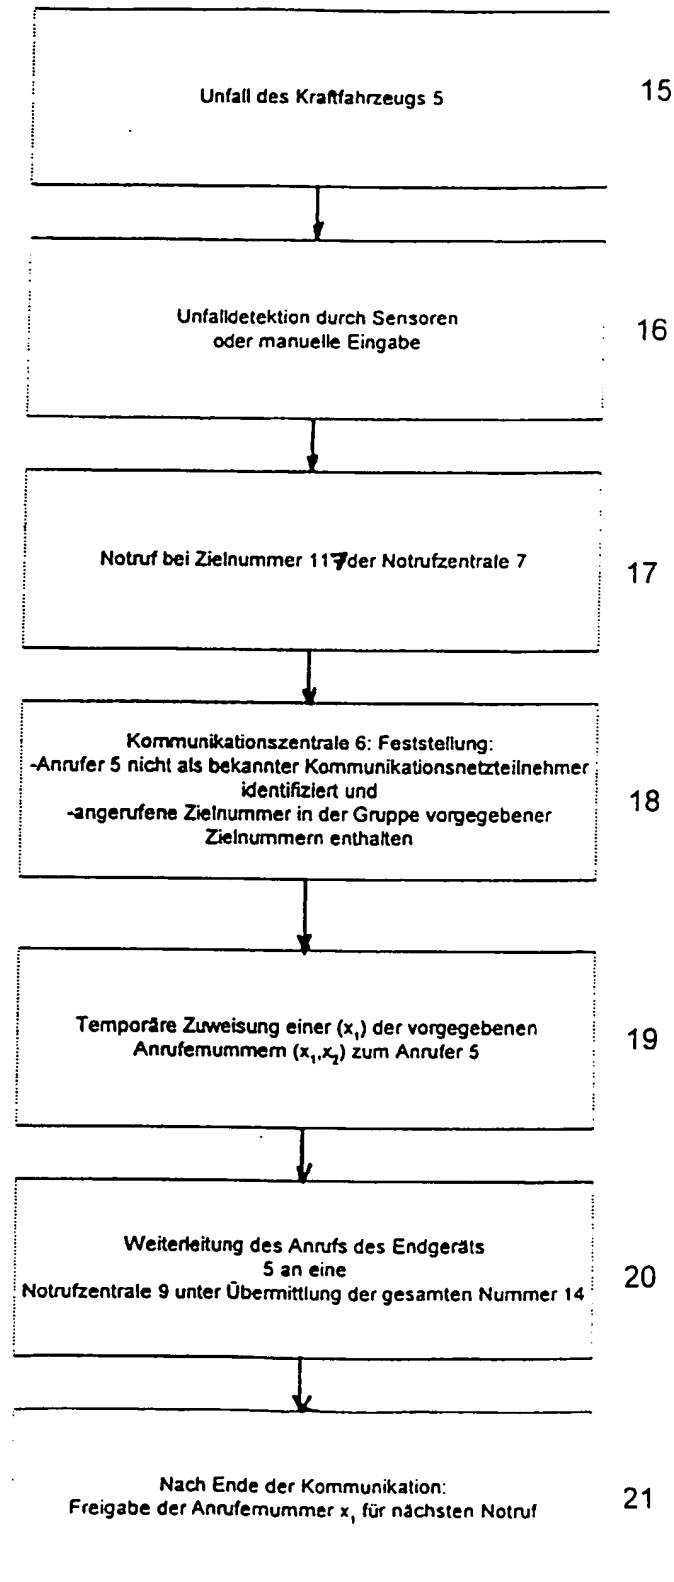 Unfall des Kraftfahrzeugs 5
15
Unfalldetektion durch Sensoren
oder manuelle Eingabe
16
Notruf bei Zielnummer 117 der Notrufzentrale 7
17
Kommunikationszentrale 6: Feststellung:
-Anrufer 5 nicht als bekannter Kommunikationsnetzteilnehmer
identifiziert und
-angerufene Zielnummer in der Gruppe vorgegebener
Zielnummern enthalten
18
Temporäre Zuweisung einer (x₁) der vorgegebenen
Anrufernummern (x₁,x₂) zum Anrufer 5
19
Weiterleitung des Anrufs des Endgeräts
5 an eine
Notrufzentrale 9 unter Übermittlung der gesamten Nummer 14
20
Nach Ende der Kommunikation:
Freigabe der Anrufernummer x₁ für nächsten Notruf
21